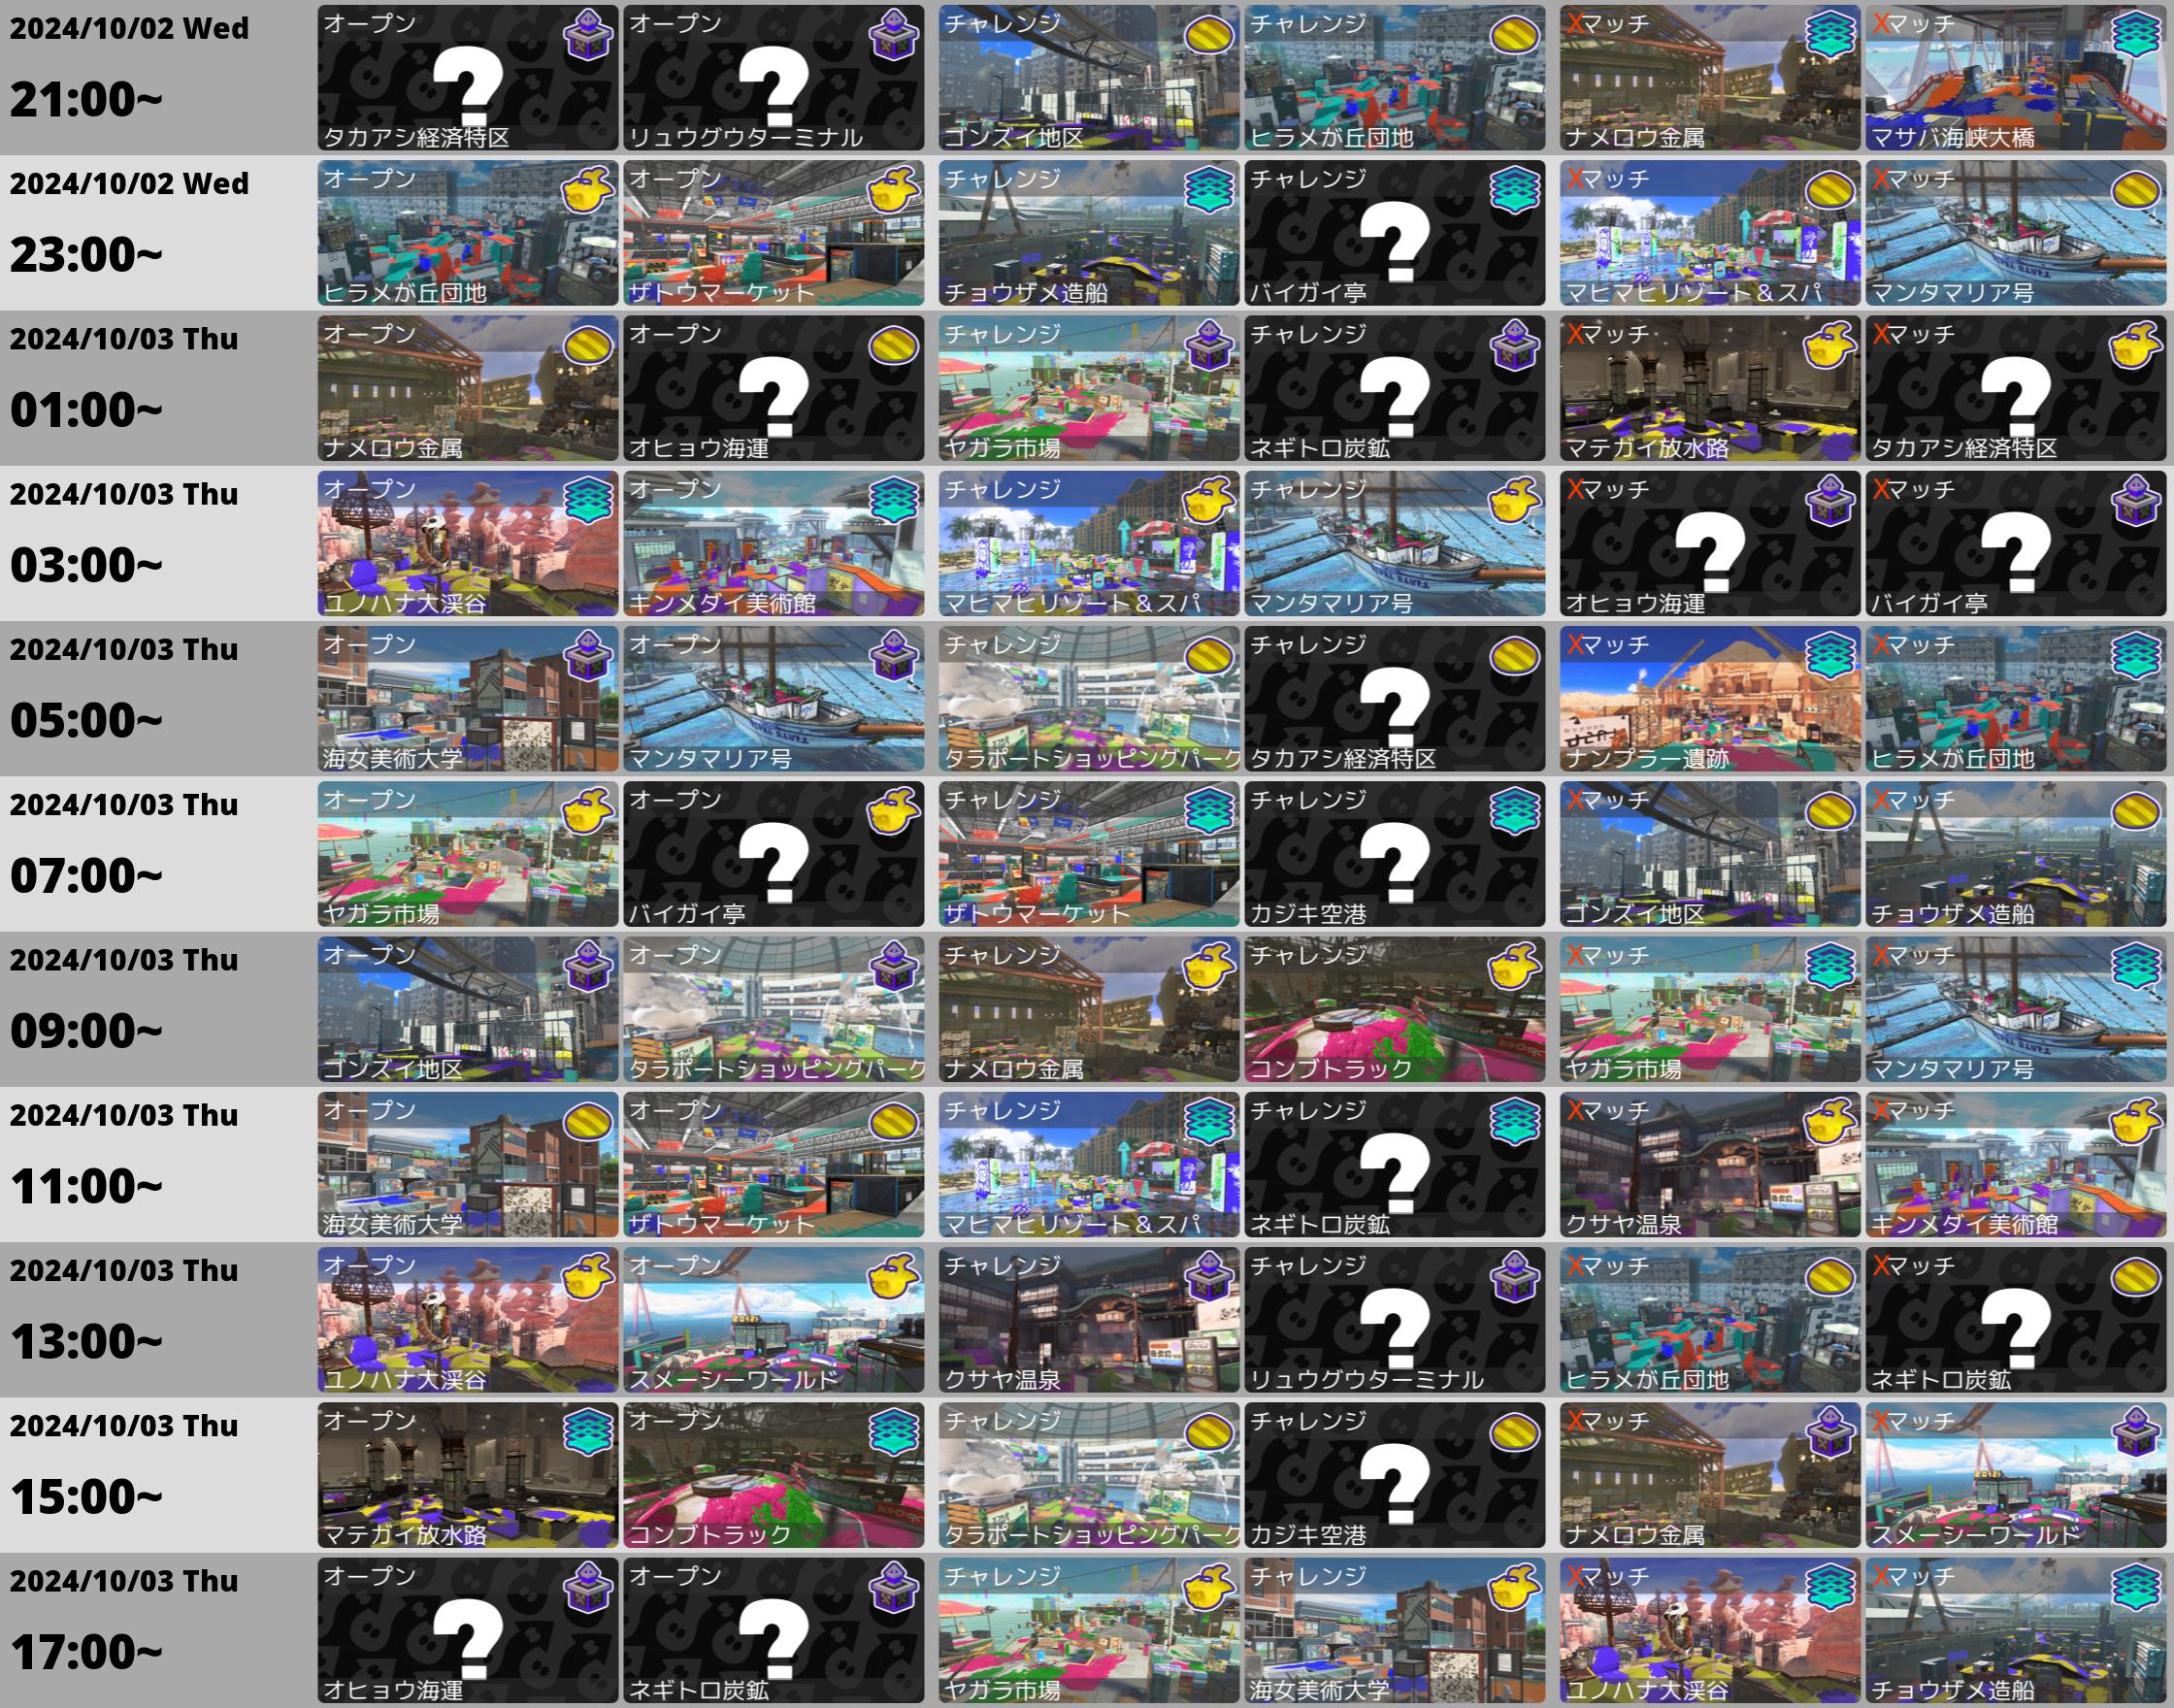 2024/10/02 Wed
21:00~
オープン
タカアシ経済特区
オープン
リュウグウターミナル
チャレンジ
ゴンズイ地区
チャレンジ
ヒラメが丘団地
Xマッチ
ナメロウ金属
Xマッチ
マサバ海峡大橋
2024/10/02 Wed
23:00~
オープン
ヒラメが丘団地
オープン
ザトウマーケット
チャレンジ
チョウザメ造船
チャレンジ
バイガイ亭
Xマッチ
マヒマヒリゾート＆スパ
Xマッチ
マンタマリア号
2024/10/03 Thu
01:00~
オープン
ナメロウ金属
オープン
オヒョウ海運
チャレンジ
ヤガラ市場
チャレンジ
ネギトロ炭鉱
Xマッチ
マテガイ放水路
Xマッチ
タカアシ経済特区
2024/10/03 Thu
03:00~
オープン
ユノハナ大渓谷
オープン
キンメダイ美術館
チャレンジ
マヒマヒリゾート＆スパ
チャレンジ
マンタマリア号
Xマッチ
オヒョウ海運
Xマッチ
バイガイ亭
2024/10/03 Thu
05:00~
オープン
海女美術大学
オープン
マンタマリア号
チャレンジ
タラポートショッピングパーク
チャレンジ
タカアシ経済特区
Xマッチ
ナンプラー遺跡
Xマッチ
ヒラメが丘団地
2024/10/03 Thu
07:00~
オープン
ヤガラ市場
オープン
バイガイ亭
チャレンジ
ザトウマーケット
チャレンジ
カジキ空港
Xマッチ
ゴンズイ地区
Xマッチ
チョウザメ造船
2024/10/03 Thu
09:00~
オープン
ゴンズイ地区
オープン
タラポートショッピングパーク
チャレンジ
ナメロウ金属
チャレンジ
コンブトラック
Xマッチ
ヤガラ市場
Xマッチ
マンタマリア号
2024/10/03 Thu
11:00~
オープン
海女美術大学
オープン
ザトウマーケット
チャレンジ
マヒマヒリゾート＆スパ
チャレンジ
ネギトロ炭鉱
Xマッチ
クサヤ温泉
Xマッチ
キンメダイ美術館
2024/10/03 Thu
13:00~
オープン
ユノハナ大渓谷
オープン
スメーシーワールド
チャレンジ
クサヤ温泉
チャレンジ
リュウグウターミナル
Xマッチ
ヒラメが丘団地
Xマッチ
ネギトロ炭鉱
2024/10/03 Thu
15:00~
オープン
マテガイ放水路
オープン
コンブトラック
チャレンジ
タラポートショッピングパーク
チャレンジ
カジキ空港
Xマッチ
ナメロウ金属
Xマッチ
スメーシーワールド
2024/10/03 Thu
17:00~
オープン
オヒョウ海運
オープン
ネギトロ炭鉱
チャレンジ
ヤガラ市場
チャレンジ
海女美術大学
Xマッチ
ユノハナ大渓谷
Xマッチ
チョウザメ造船